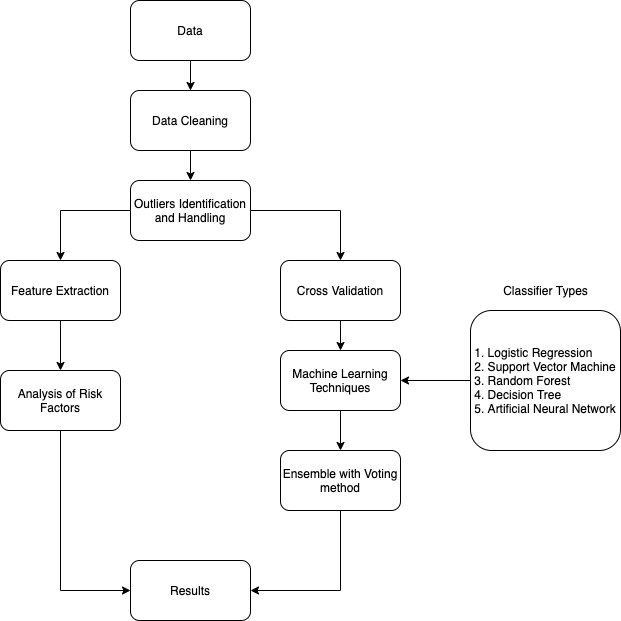 Data
Data Cleaning
Outliers Identification
and Handling
Feature Extraction
Cross Validation
Classifier Types
1. Logistic Regression
2. Support Vector Machine
3. Random Forest
4. Decision Tree
5. Artificial Neural Network
Machine Learning
Techniques
Analysis of Risk
Factors
Ensemble with Voting
method
Results